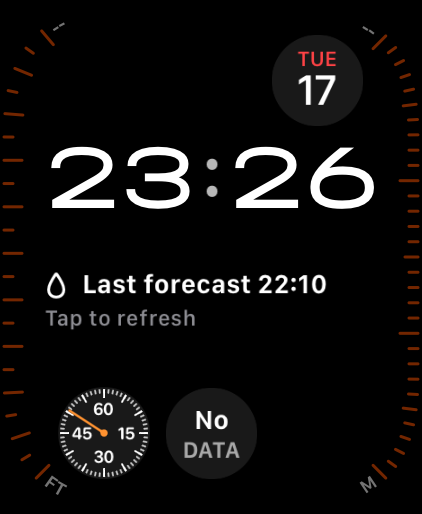 --
--
TUE
17
23:26
Last forecast 22:10
Tap to refresh
60
45 15
30
No
DATA
FT
M